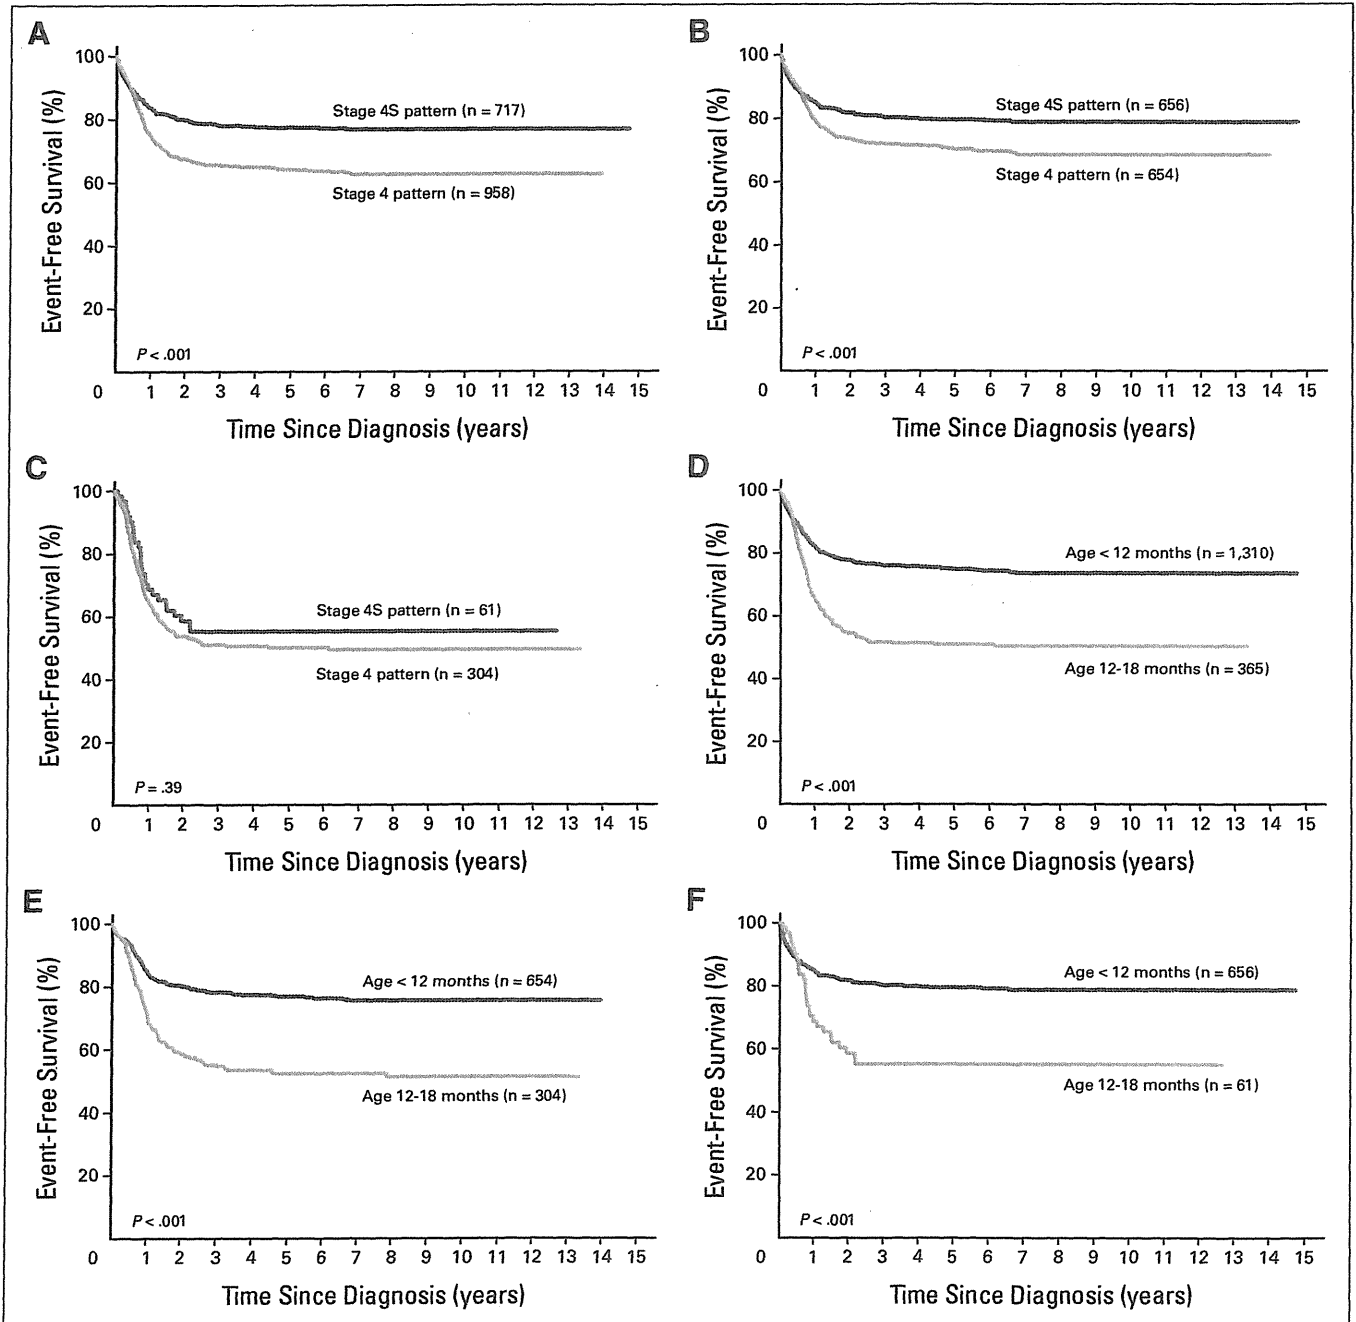 A
Event-Free Survival (%)
100
80
60
40
20
0
Stage 4S pattern (n = 717)
Stage 4 pattern (n = 958)
P < .001
1 2 3 4 5 6 7 8 9 10 11 12 13 14 15
Time Since Diagnosis (years)
B
Event-Free Survival (%)
100
80
60
40
20
0
Stage 4S pattern (n = 656)
Stage 4 pattern (n = 654)
P < .001
1 2 3 4 5 6 7 8 9 10 11 12 13 14 15
Time Since Diagnosis (years)
C
Event-Free Survival (%)
100
80
60
40
20
0
Stage 4S pattern (n = 61)
Stage 4 pattern (n = 304)
P = .39
1 2 3 4 5 6 7 8 9 10 11 12 13 14 15
Time Since Diagnosis (years)
D
Event-Free Survival (%)
100
80
60
40
20
0
Age < 12 months (n = 1,310)
Age 12-18 months (n = 365)
P < .001
1 2 3 4 5 6 7 8 9 10 11 12 13 14 15
Time Since Diagnosis (years)
E
Event-Free Survival (%)
100
80
60
40
20
0
Age < 12 months (n = 654)
Age 12-18 months (n = 304)
P < .001
1 2 3 4 5 6 7 8 9 10 11 12 13 14 15
Time Since Diagnosis (years)
F
Event-Free Survival (%)
100
80
60
40
20
0
Age < 12 months (n = 656)
Age 12-18 months (n = 61)
P < .001
1 2 3 4 5 6 7 8 9 10 11 12 13 14 15
Time Since Diagnosis (years)